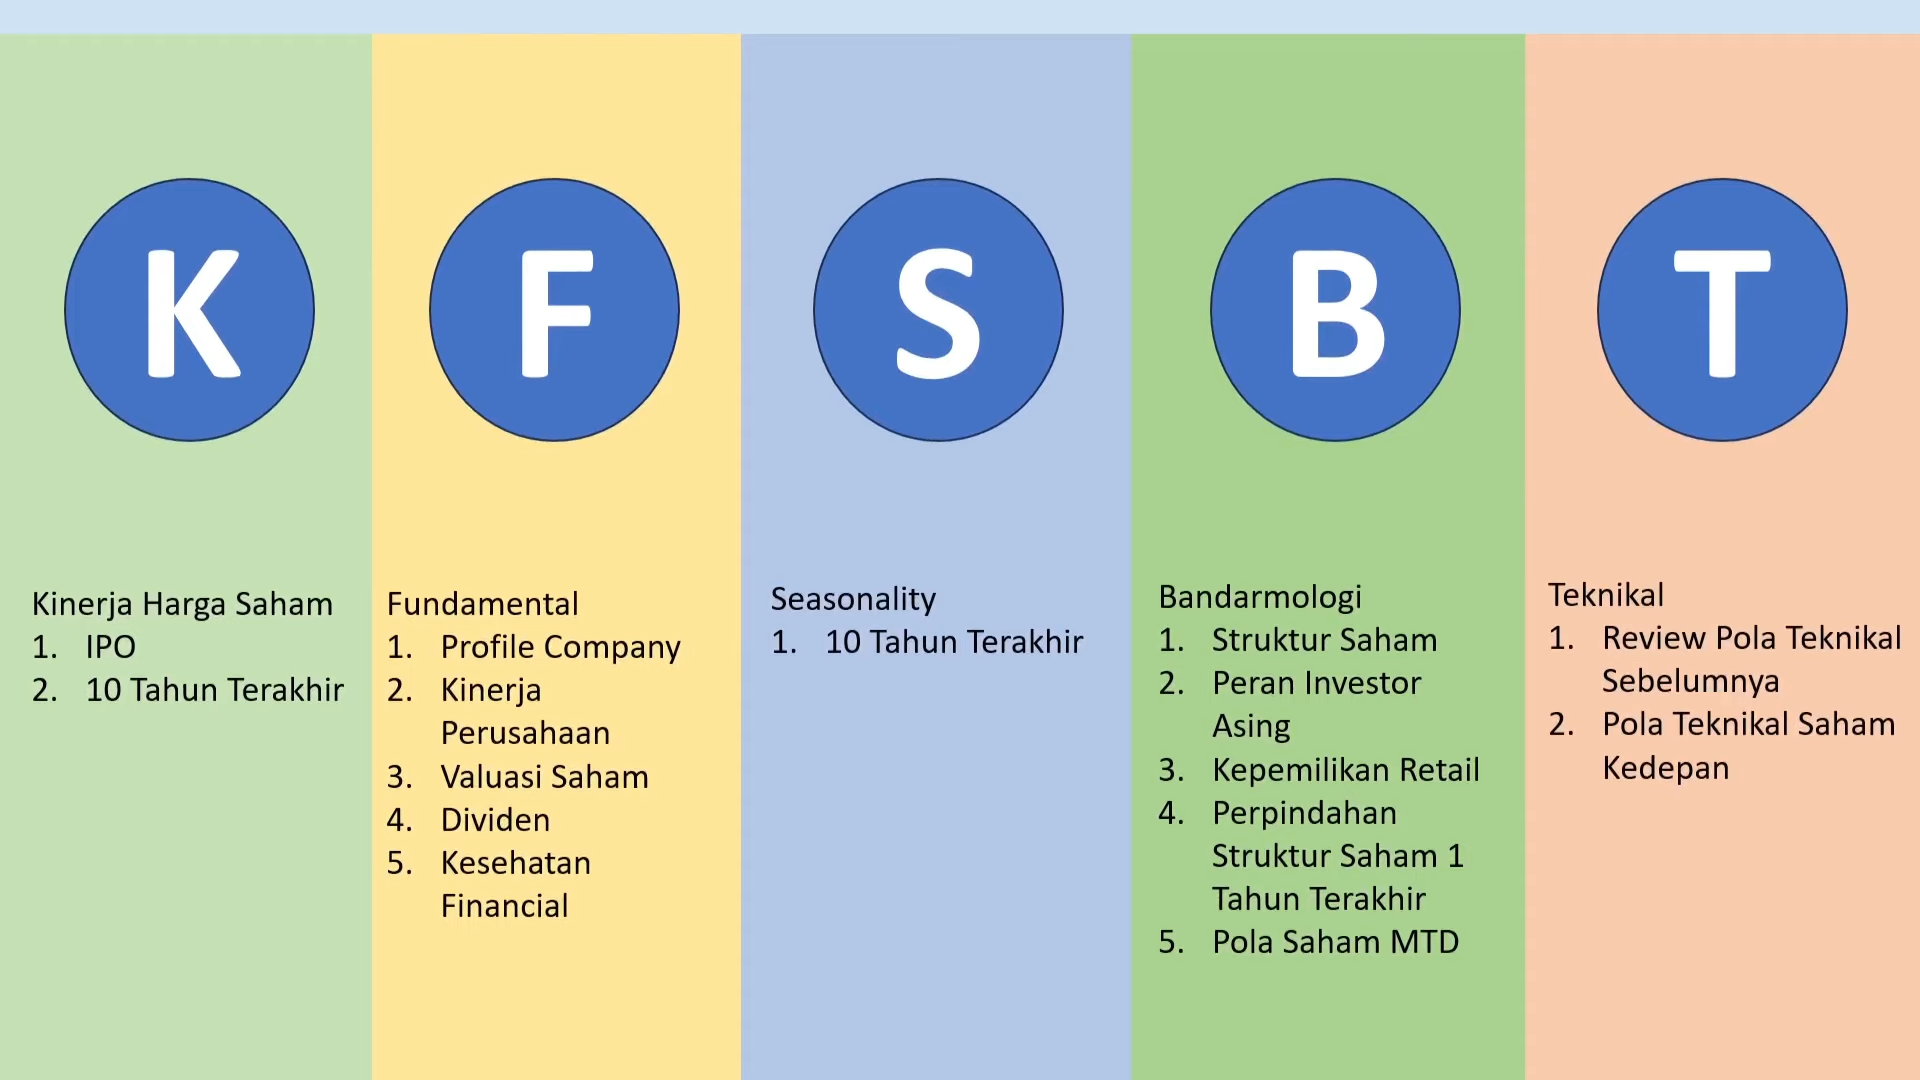 K
F
S
B
T
Kinerja Harga Saham
1. IPO
2. 10 Tahun Terakhir
Fundamental
1. Profile Company
2. Kinerja
Perusahaan
3. Valuasi Saham
4. Dividen
5. Kesehatan
Financial
Seasonality
1. 10 Tahun Terakhir
Bandarmologi
1. Struktur Saham
2. Peran Investor
Asing
3. Kepemilikan Retail
4. Perpindahan
Struktur Saham 1
Tahun Terakhir
5. Pola Saham MTD
Teknikal
1. Review Pola Teknikal
Sebelumnya
2. Pola Teknikal Saham
Kedepan